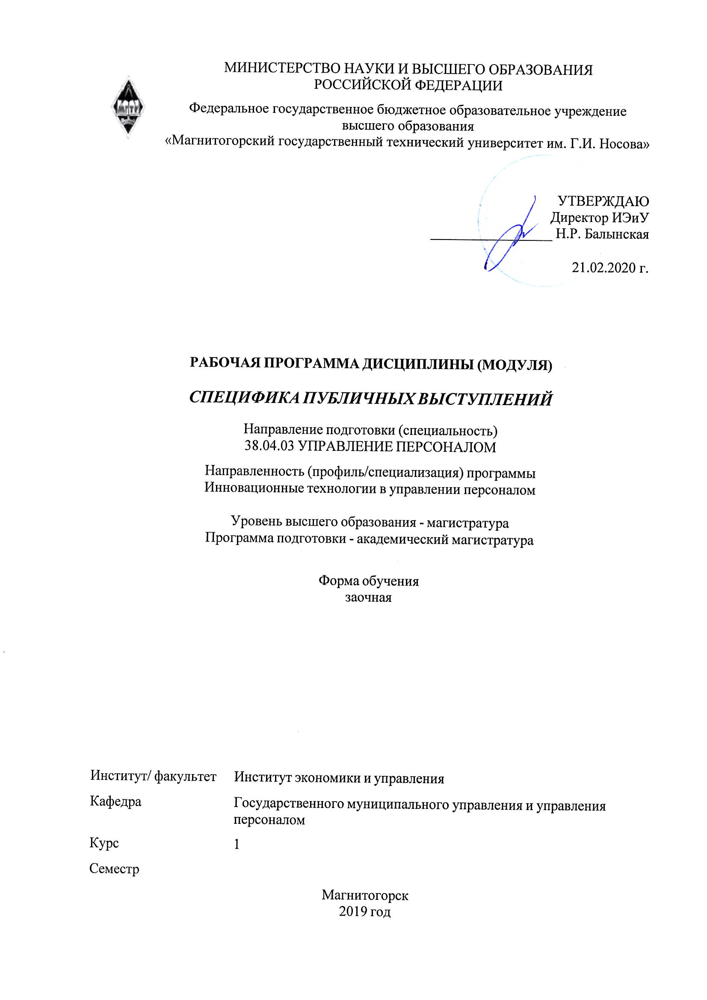 МИНИСТЕРСТВО НАУКИ И ВЫСШЕГО ОБРАЗОВАНИЯ
РОССИЙСКОЙ ФЕДЕРАЦИИ
Федеральное государственное бюджетное образовательное учреждение
высшего образования
«Магнитогорский государственный технический университет им. Г.И. Носова»
МГТУ
УТВЕРЖДАЮ
Директор ИЭиУ
Н.Р. Балынская
21.02.2020 г.
РАБОЧАЯ ПРОГРАММА ДИСЦИПЛИНЫ (МОДУЛЯ)
СПЕЦИФИКА ПУБЛИЧНЫХ ВЫСТУПЛЕНИЙ
Направление подготовки (специальность)
38.04.03 УПРАВЛЕНИЕ ПЕРСОНАЛОМ
Направленность (профиль/специализация) программы
Инновационные технологии в управлении персоналом
Уровень высшего образования - магистратура
Программа подготовки - академический магистратура
Форма обучения
заочная
Институт/ факультет Институт экономики и управления
Кафедра Государственного муниципального управления и управления
персоналом
Курс 1
Семестр
Магнитогорск
2019 год